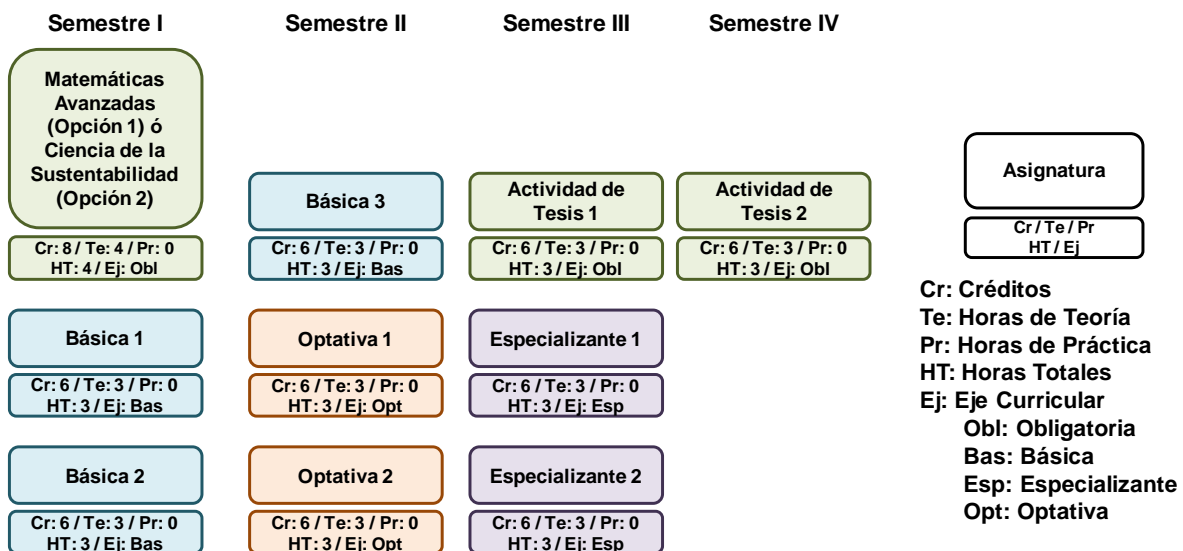 Semestre I
Semestre II
Semestre III
Semestre IV
Matemáticas
Avanzadas
(Opción 1) ó
Ciencia de la
Sustentabilidad
(Opción 2)
Cr: 8 / Te: 4 / Pr: 0
HT: 4 / Ej: Obl
Básica 3
Cr: 6 / Te: 3 / Pr: 0
HT: 3 / Ej: Bas
Actividad de
Tesis 1
Cr: 6 / Te: 3 / Pr: 0
HT: 3 / Ej: Obl
Actividad de
Tesis 2
Cr: 6 / Te: 3 / Pr: 0
HT: 3 / Ej: Obl
Básica 1
Cr: 6 / Te: 3 / Pr: 0
HT: 3 / Ej: Bas
Optativa 1
Cr: 6 / Te: 3 / Pr: 0
HT: 3 / Ej: Opt
Especializante 1
Cr: 6 / Te: 3 / Pr: 0
HT: 3 / Ej: Esp
Básica 2
Cr: 6 / Te: 3 / Pr: 0
HT: 3 / Ej: Bas
Optativa 2
Cr: 6 / Te: 3 / Pr: 0
HT: 3 / Ej: Opt
Especializante 2
Cr: 6 / Te: 3 / Pr: 0
HT: 3 / Ej: Esp
Asignatura
Cr / Te / Pr
HT / Ej
Cr: Créditos
Te: Horas de Teoría
Pr: Horas de Práctica
HT: Horas Totales
Ej: Eje Curricular
Obl: Obligatoria
Bas: Básica
Esp: Especializante
Opt: Optativa